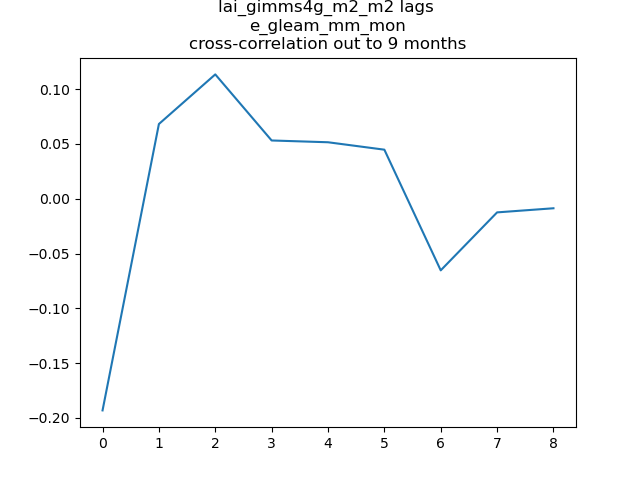 lai_gimms4g_m2_m2 lags
e_gleam_mm_mon
cross-correlation out to 9 months
0.10
0.05
0.00
−0.05
−0.10
−0.15
−0.20
0 1 2 3 4 5 6 7 8